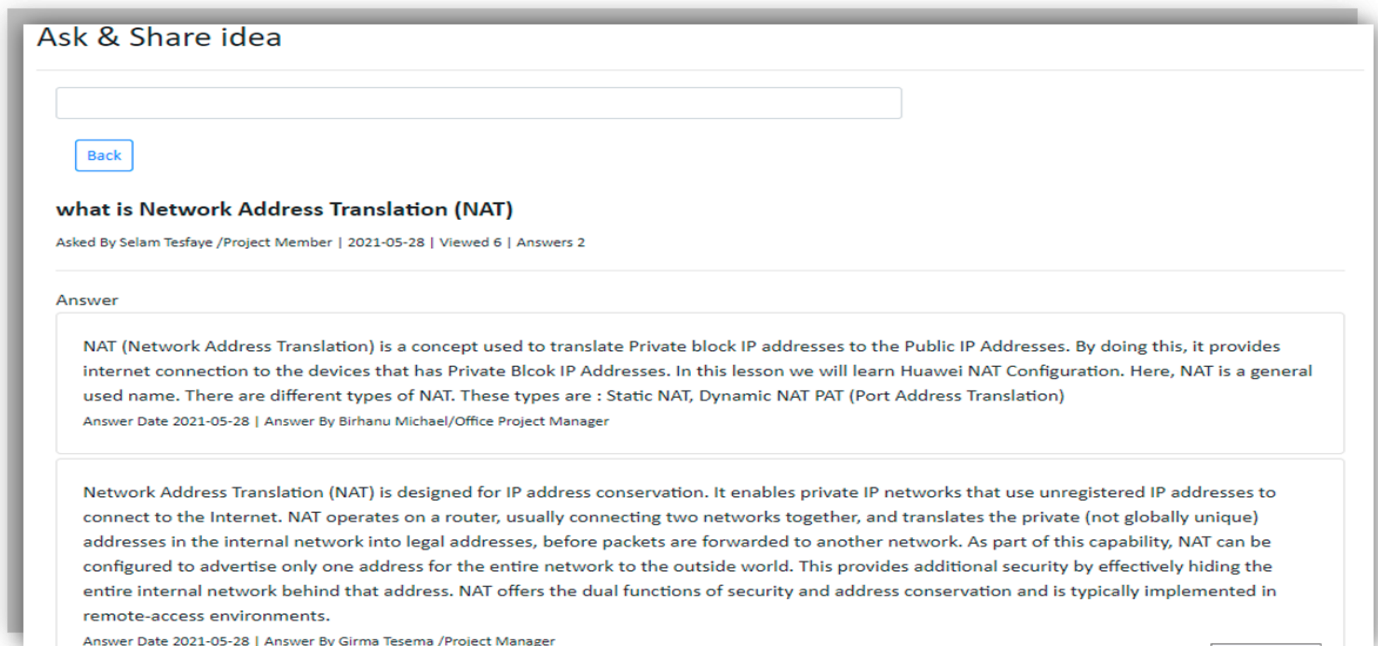 Ask & Share idea
Back
what is Network Address Translation (NAT)
Asked By Selam Tesfaye /Project Member | 2021-05-28 | Viewed 6 | Answers 2
Answer
NAT (Network Address Translation) is a concept used to translate Private block IP addresses to the Public IP Addresses. By doing this, it provides
internet connection to the devices that has Private Blcok IP Addresses. In this lesson we will learn Huawei NAT Configuration. Here, NAT is a general
used name. There are different types of NAT. These types are : Static NAT, Dynamic NAT PAT (Port Address Translation)
Answer Date 2021-05-28 | Answer By Birhanu Michael/Office Project Manager
Network Address Translation (NAT) is designed for IP address conservation. It enables private IP networks that use unregistered IP addresses to
connect to the Internet. NAT operates on a router, usually connecting two networks together, and translates the private (not globally unique)
addresses in the internal network into legal addresses, before packets are forwarded to another network. As part of this capability, NAT can be
configured to advertise only one address for the entire network to the outside world. This provides additional security by effectively hiding the
entire internal network behind that address. NAT offers the dual functions of security and address conservation and is typically implemented in
remote-access environments.
Answer Date 2021-05-28 | Answer By Girma Tesema /Project Manager